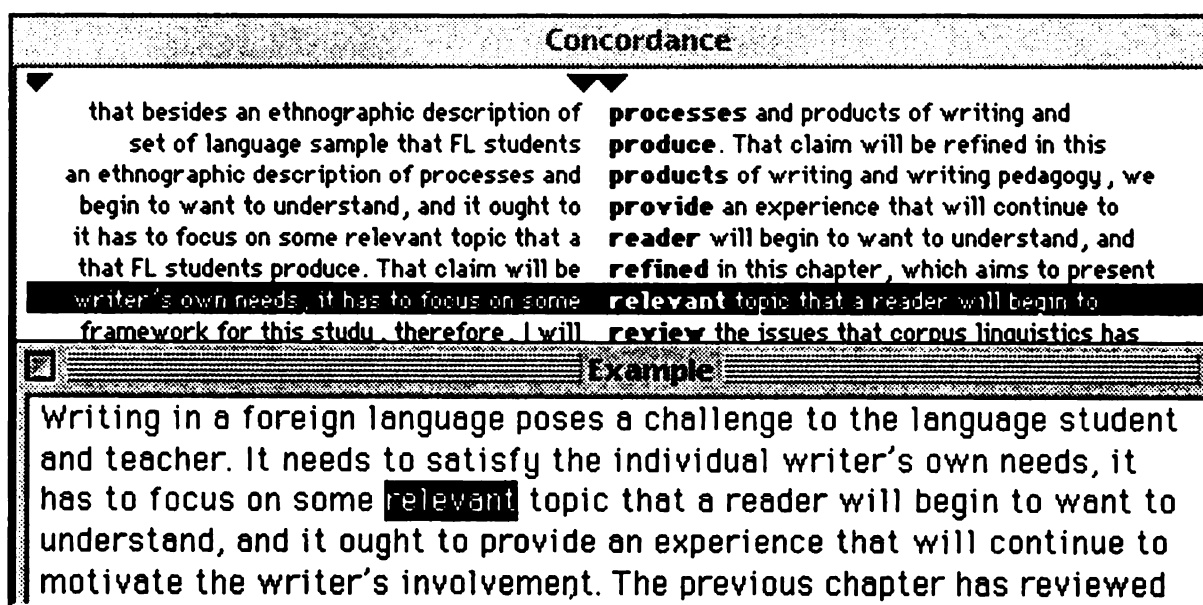 Concordance
that besides an ethnographic description of processes and products of writing and
set of language sample that FL students produce. That claim will be refined in this
an ethnographic description of processes and products of writing and writing pedagogy, we
begin to want to understand, and it ought to provide an experience that will continue to
it has to focus on some relevant topic that a reader will begin to want to understand, and
that FL students produce. That claim will be refined in this chapter, which aims to present
writer's own needs, it has to focus on some relevant topic that a reader will begin to
framework for this study, therefore, I will review the issues that corpus linguistics has
Example
Writing in a foreign language poses a challenge to the language student
and teacher. It needs to satisfy the individual writer's own needs, it
has to focus on some relevant topic that a reader will begin to want to
understand, and it ought to provide an experience that will continue to
motivate the writer's involvement. The previous chapter has reviewed